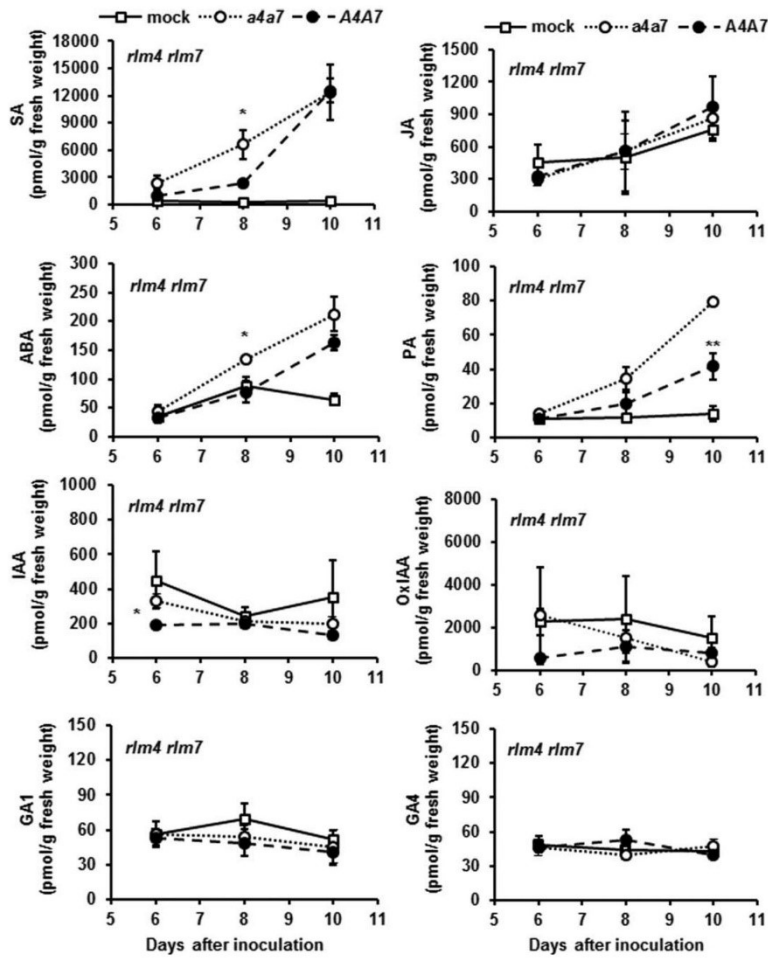 mock a4a7 A4A7
rlm4 rlm7
SA
(pmol/g fresh weight)
18000
15000
12000
9000
6000
3000
0
*
5 6 7 8 9 10 11
mock a4a7 A4A7
rlm4 rlm7
JA
(pmol/g fresh weight)
1500
1200
900
600
300
0
5 6 7 8 9 10 11
rlm4 rlm7
ABA
(pmol/g fresh weight)
300
250
200
150
100
50
0
*
5 6 7 8 9 10 11
rlm4 rlm7
PA
(pmol/g fresh weight)
100
80
60
40
20
0
**
5 6 7 8 9 10 11
rlm4 rlm7
IAA
(pmol/g fresh weight)
1000
800
600
400
200
0
*
5 6 7 8 9 10 11
rlm4 rlm7
OxIAA
(pmol/g fresh weight)
8000
6000
4000
2000
0
5 6 7 8 9 10 11
rlm4 rlm7
GA1
(pmol/g fresh weight)
150
120
90
60
30
0
5 6 7 8 9 10 11
Days after inoculation
rlm4 rlm7
GA4
(pmol/g fresh weight)
150
120
90
60
30
0
5 6 7 8 9 10 11
Days after inoculation